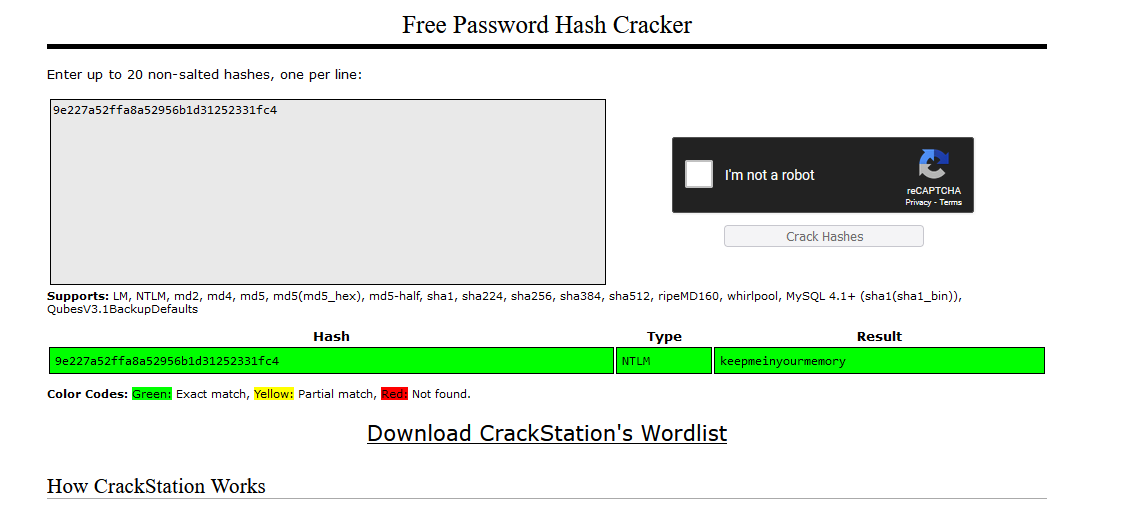 Free Password Hash Cracker
Enter up to 20 non-salted hashes, one per line:
9e227a52ffa8a52956b1d31252331fc4
I'm not a robot
reCAPTCHA
Privacy - Terms
Crack Hashes
Supports: LM, NTLM, md2, md4, md5, md5(md5_hex), md5-half, sha1, sha224, sha256, sha384, sha512, ripeMD160, whirlpool, MySQL 4.1+ (sha1(sha1_bin)),
QubesV3.1BackupDefaults
Hash Type Result
9e227a52ffa8a52956b1d31252331fc4 NTLM keepmeinyourmemory
Color Codes: Green: Exact match, Yellow: Partial match, Red: Not found.
Download CrackStation's Wordlist
How CrackStation Works